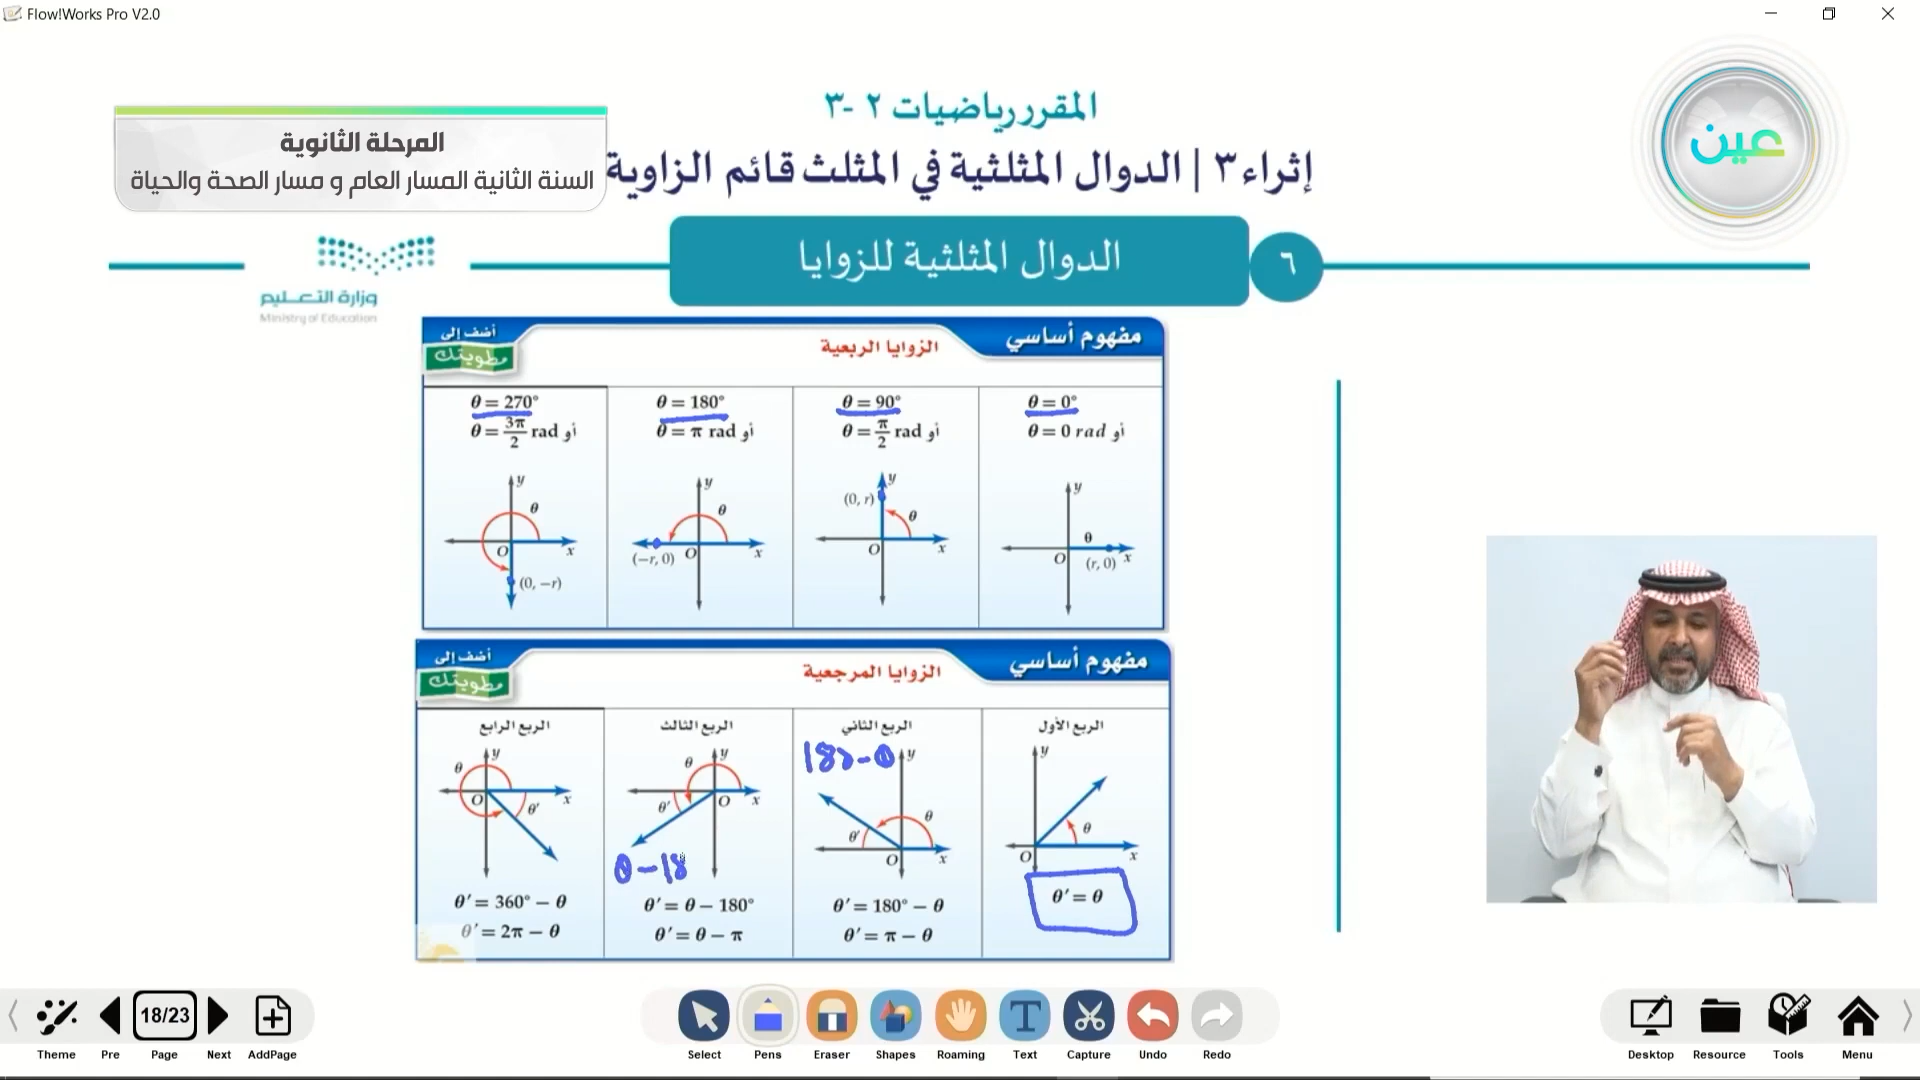 Flow!Works Pro V2.0
المقرر رياضيات ٢ -٣
إثراء ٣ | الدوال المثلثية في المثلث قائم الزاوية
المرحلة الثانوية
السنة الثانية المسار العام و مسار الصحة والحياة
عين
٦
الدوال المثلثية للزوايا
وزارة التعليم
Ministry of Education
مفهوم أساسي
الزوايا الربعية
أضف إلى
مطويتك
θ = 0°
أو θ = 0 rad
y
θ
O
(r, 0)
x
θ = 90°
أو θ = π/2 rad
y
(0, r)
θ
O
x
θ = 180°
أو θ = π rad
y
θ
(−r, 0)
O
x
θ = 270°
أو θ = 3π/2 rad
y
θ
O
x
(0, −r)
مفهوم أساسي
الزوايا المرجعية
أضف إلى
مطويتك
الربع الأول
y
θ
O
x
θ′ = θ
الربع الثاني
180-θ
y
θ
θ′
O
x
θ′ = 180° − θ
θ′ = π − θ
الربع الثالث
y
θ
θ′
O
x
θ-18
θ′ = θ − 180°
θ′ = θ − π
الربع الرابع
y
θ
O
x
θ′
θ′ = 360° − θ
θ′ = 2π − θ
18/23
Theme
Pre
Page
Next
AddPage
Select
Pens
Eraser
Shapes
Roaming
T
Text
Capture
Undo
Redo
Desktop
Resource
Tools
Menu